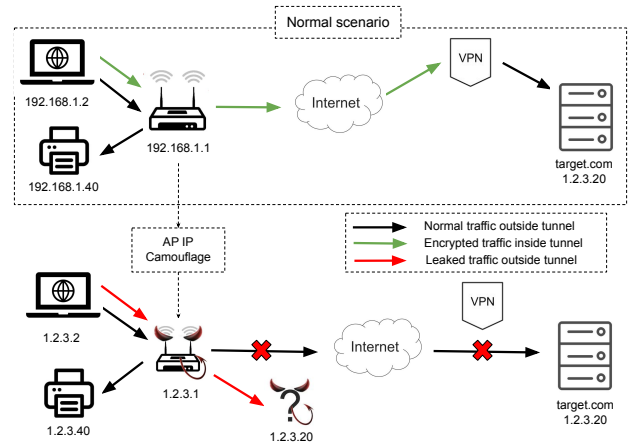 Normal scenario
VPN
Internet
192.168.1.2
192.168.1.1
target.com
1.2.3.20
192.168.1.40
AP IP
Camouflage
Normal traffic outside tunnel
Encrypted traffic inside tunnel
Leaked traffic outside tunnel
VPN
1.2.3.2
Internet
1.2.3.1
?
target.com
1.2.3.20
1.2.3.40
1.2.3.20